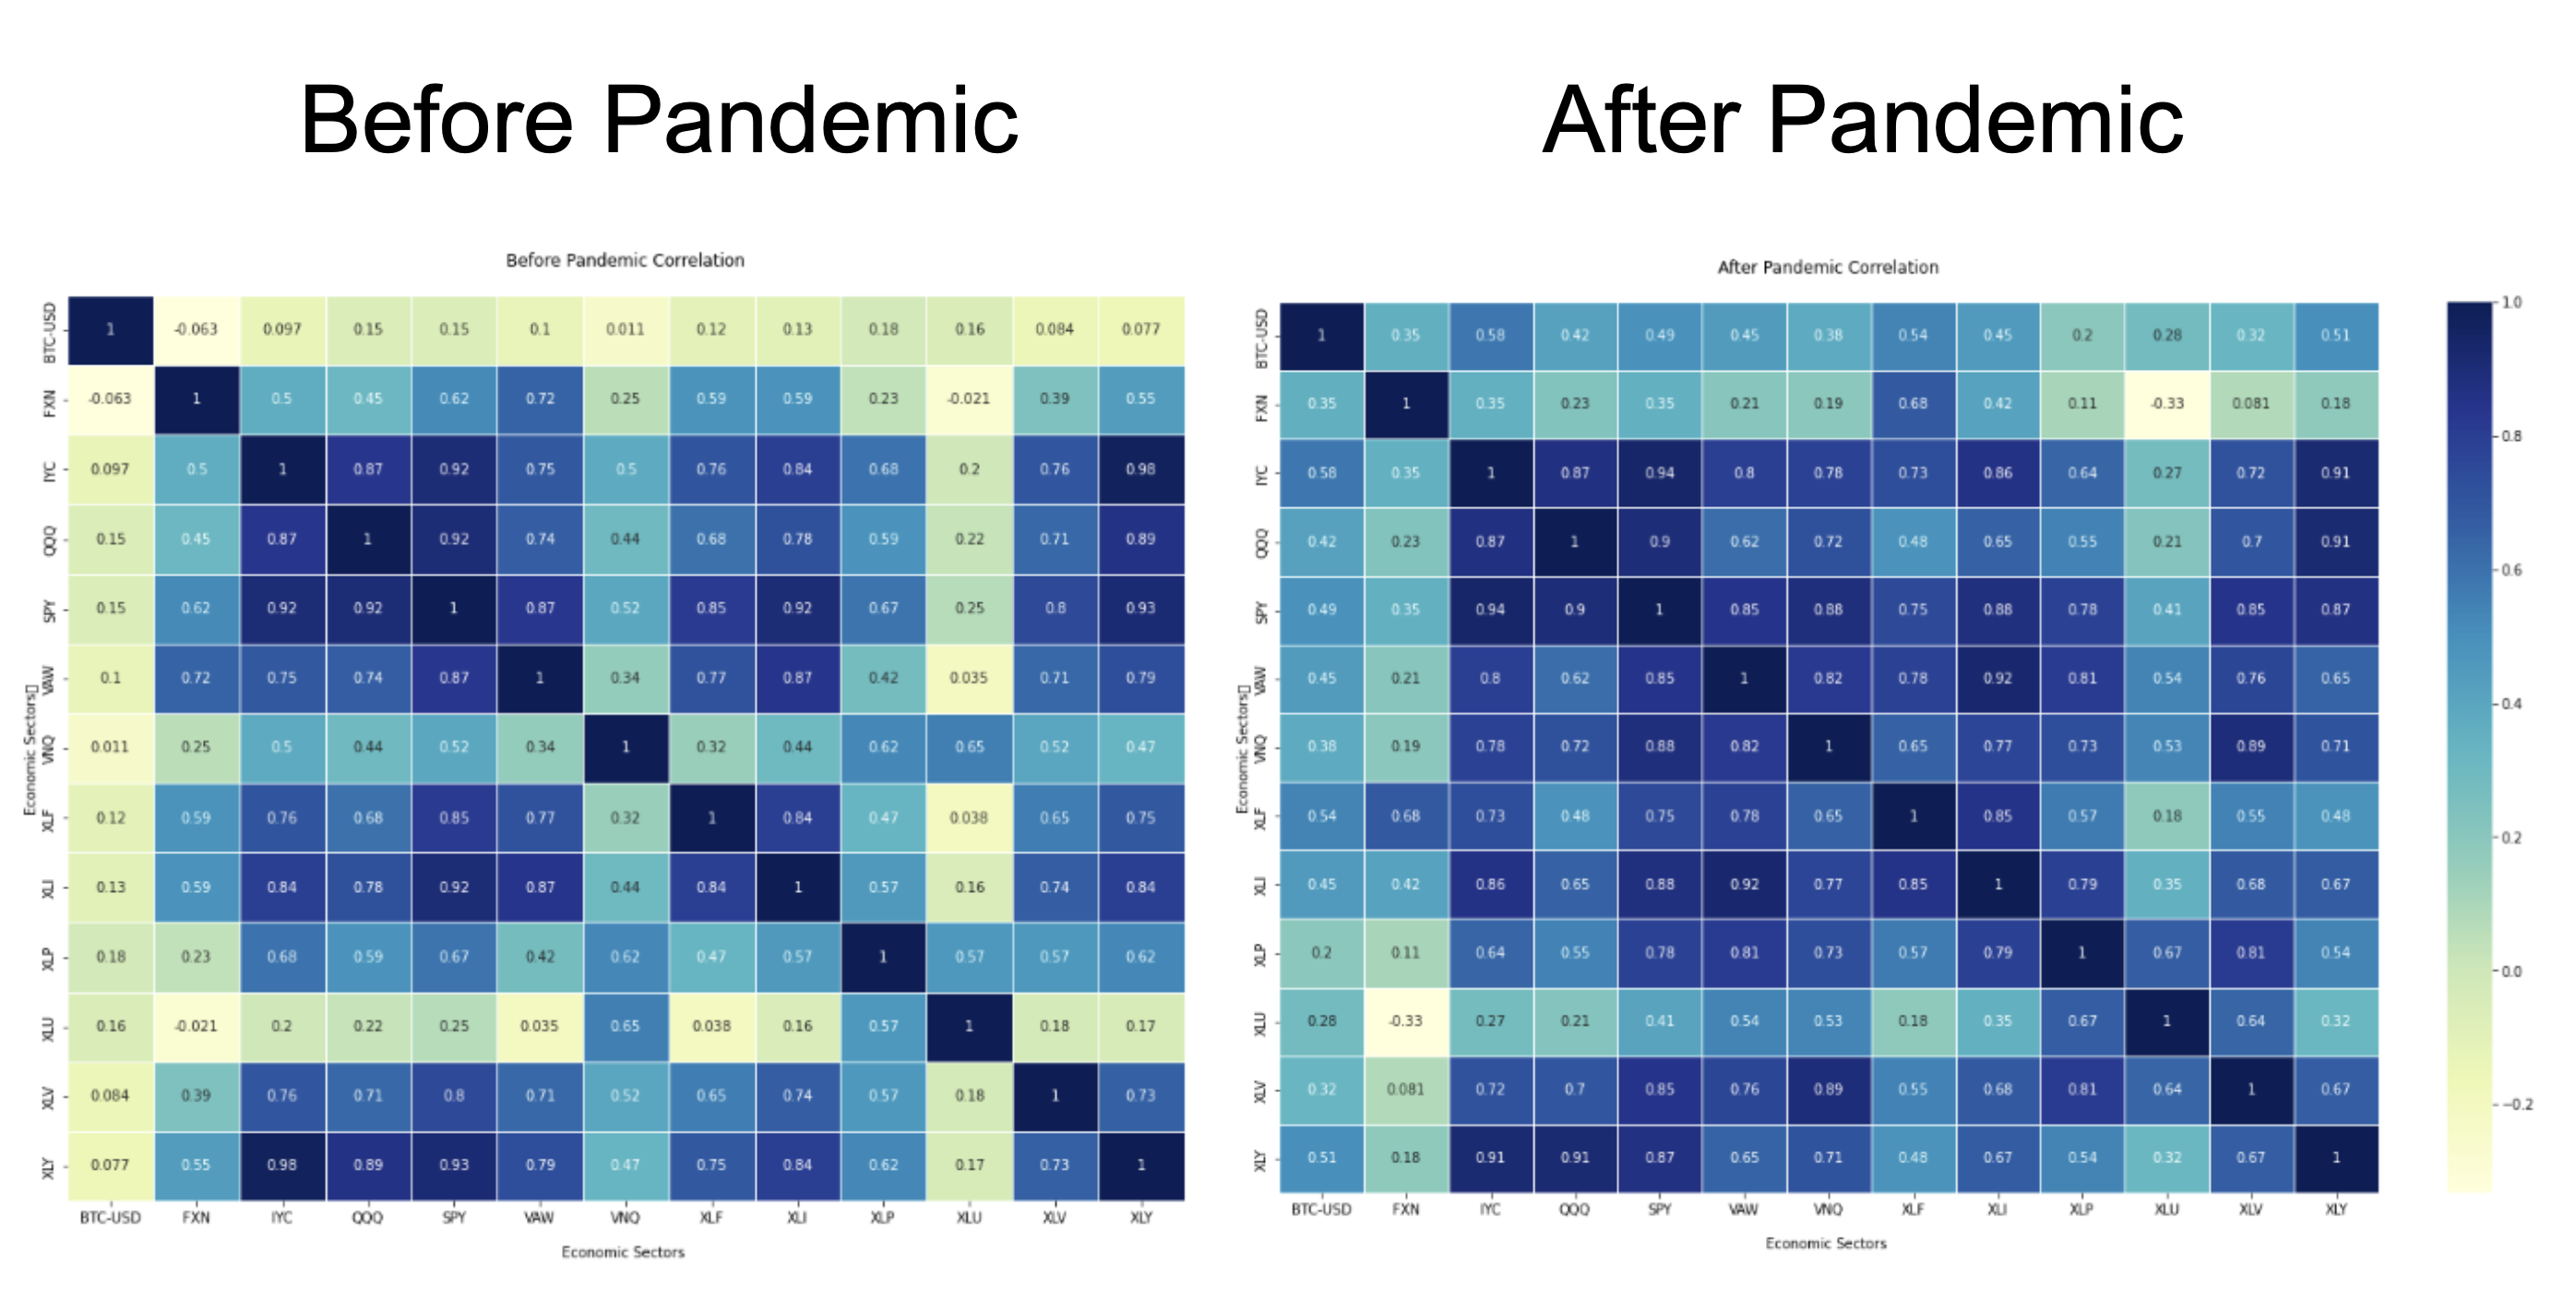 Before Pandemic
After Pandemic
Before Pandemic Correlation
BTC-USD 1 -0.063 0.097 0.15 0.15 0.1 0.011 0.12 0.13 0.18 0.16 0.084 0.077
FXN -0.063 1 0.5 0.45 0.62 0.72 0.25 0.59 0.59 0.23 -0.021 0.39 0.55
IYC 0.097 0.5 1 0.87 0.92 0.75 0.5 0.76 0.84 0.68 0.2 0.76 0.98
QQQ 0.15 0.45 0.87 1 0.92 0.74 0.44 0.68 0.78 0.59 0.22 0.71 0.89
SPY 0.15 0.62 0.92 0.92 1 0.87 0.52 0.85 0.92 0.67 0.25 0.8 0.93
VAW 0.1 0.72 0.75 0.74 0.87 1 0.34 0.77 0.87 0.42 0.035 0.71 0.79
VNQ 0.011 0.25 0.5 0.44 0.52 0.34 1 0.32 0.44 0.62 0.65 0.52 0.47
XLF 0.12 0.59 0.76 0.68 0.85 0.77 0.32 1 0.84 0.47 0.038 0.65 0.75
XLI 0.13 0.59 0.84 0.78 0.92 0.87 0.44 0.84 1 0.57 0.16 0.74 0.84
XLP 0.18 0.23 0.68 0.59 0.67 0.42 0.62 0.47 0.57 1 0.57 0.57 0.62
XLU 0.16 -0.021 0.2 0.22 0.25 0.035 0.65 0.038 0.16 0.57 1 0.18 0.17
XLV 0.084 0.39 0.76 0.71 0.8 0.71 0.52 0.65 0.74 0.57 0.18 1 0.73
XLY 0.077 0.55 0.98 0.89 0.93 0.79 0.47 0.75 0.84 0.62 0.17 0.73 1
BTC-USD FXN IYC QQQ SPY VAW VNQ XLF XLI XLP XLU XLV XLY
Economic Sectors
Economic Sectors▯
After Pandemic Correlation
BTC-USD 1 0.35 0.58 0.42 0.49 0.45 0.38 0.54 0.45 0.2 0.28 0.32 0.51
FXN 0.35 1 0.35 0.23 0.35 0.21 0.19 0.68 0.42 0.11 -0.33 0.081 0.18
IYC 0.58 0.35 1 0.87 0.94 0.8 0.78 0.73 0.86 0.64 0.27 0.72 0.91
QQQ 0.42 0.23 0.87 1 0.9 0.62 0.72 0.48 0.65 0.55 0.21 0.7 0.91
SPY 0.49 0.35 0.94 0.9 1 0.85 0.88 0.75 0.88 0.78 0.41 0.85 0.87
VAW 0.45 0.21 0.8 0.62 0.85 1 0.82 0.78 0.92 0.81 0.54 0.76 0.65
VNQ 0.38 0.19 0.78 0.72 0.88 0.82 1 0.65 0.77 0.73 0.53 0.89 0.71
XLF 0.54 0.68 0.73 0.48 0.75 0.78 0.65 1 0.85 0.57 0.18 0.55 0.48
XLI 0.45 0.42 0.86 0.65 0.88 0.92 0.77 0.85 1 0.79 0.35 0.68 0.67
XLP 0.2 0.11 0.64 0.55 0.78 0.81 0.73 0.57 0.79 1 0.67 0.81 0.54
XLU 0.28 -0.33 0.27 0.21 0.41 0.54 0.53 0.18 0.35 0.67 1 0.64 0.32
XLV 0.32 0.081 0.72 0.7 0.85 0.76 0.89 0.55 0.68 0.81 0.64 1 0.67
XLY 0.51 0.18 0.91 0.91 0.87 0.65 0.71 0.48 0.67 0.54 0.32 0.67 1
BTC-USD FXN IYC QQQ SPY VAW VNQ XLF XLI XLP XLU XLV XLY
Economic Sectors
Economic Sectors▯
1.0
0.8
0.6
0.4
0.2
0.0
−0.2